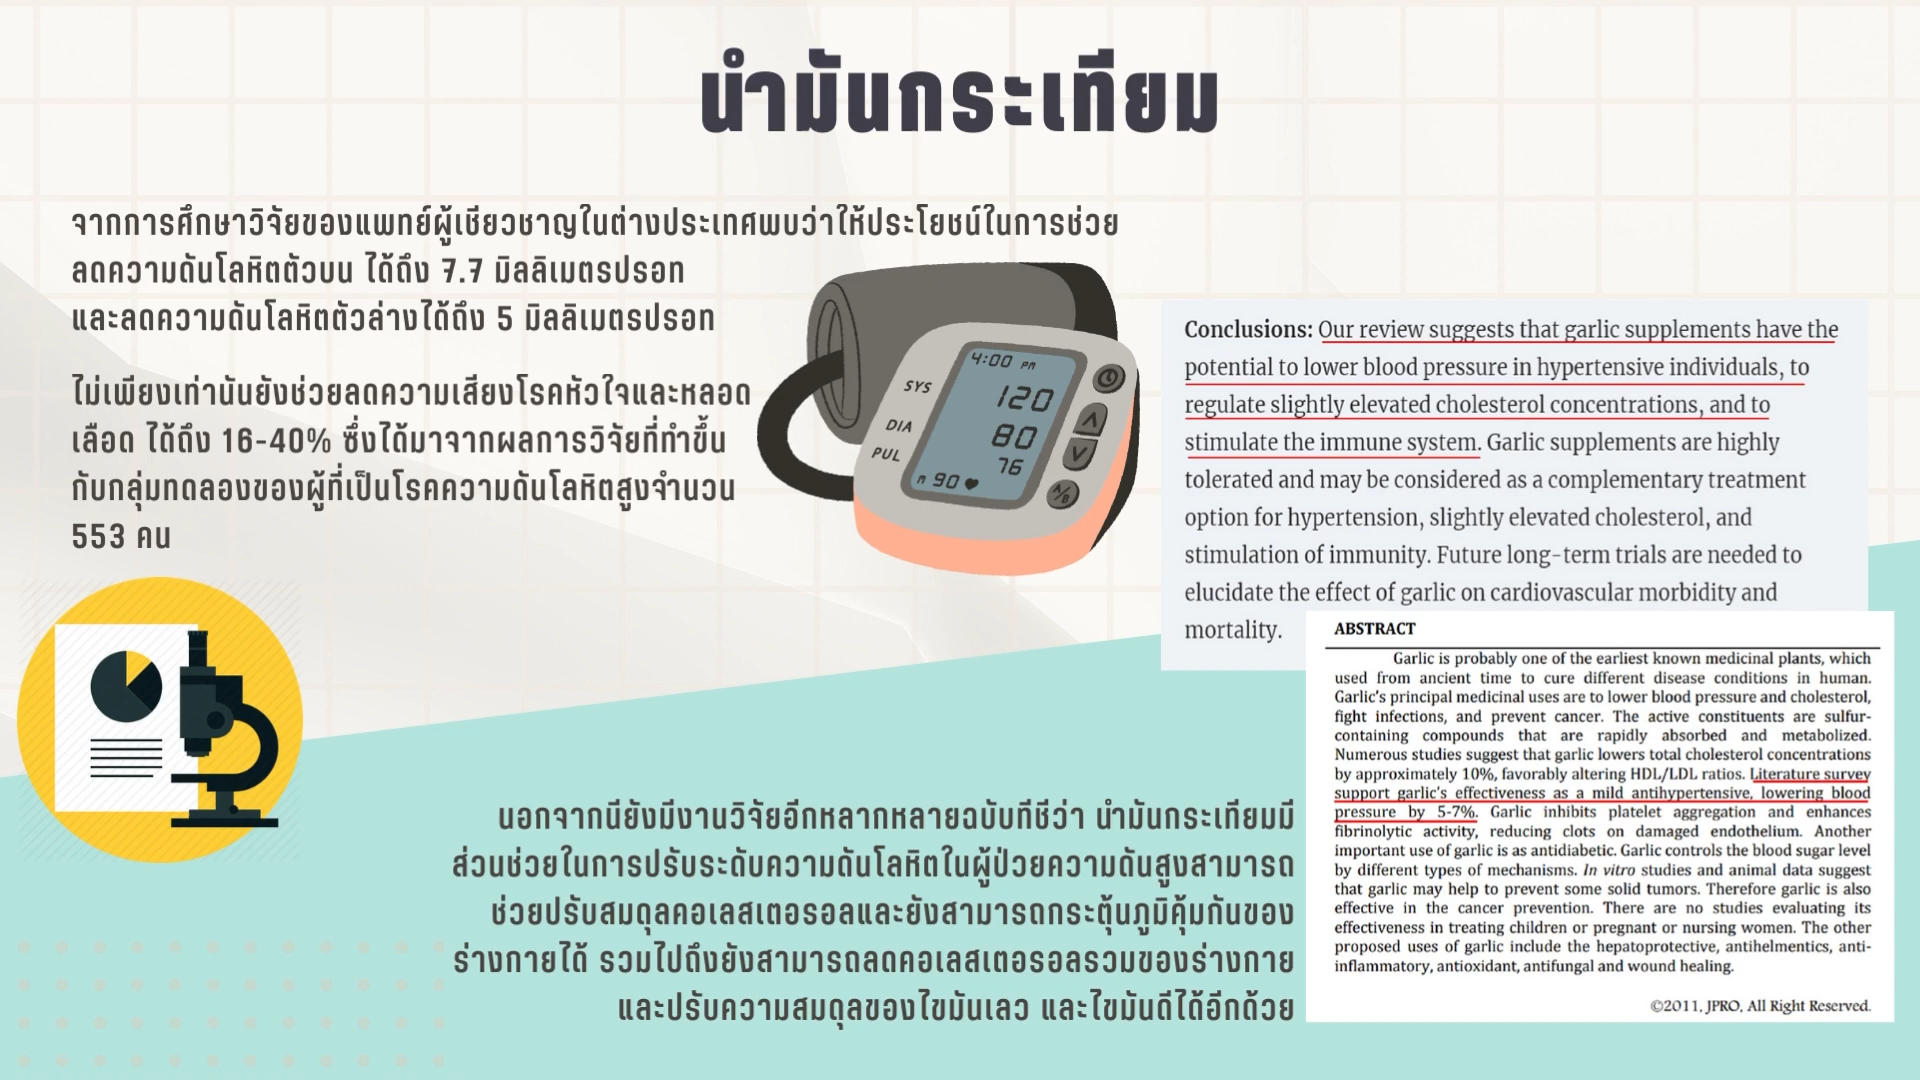 น้ำมันกระเทียม
จากการศึกษาวิจัยของแพทย์ผู้เชี่ยวชาญในต่างประเทศพบว่าให้ประโยชน์ในการช่วย
ลดความดันโลหิตตัวบน ได้ถึง 7.7 มิลลิเมตรปรอท
และลดความดันโลหิตตัวล่างได้ถึง 5 มิลลิเมตรปรอท
ไม่เพียงเท่านั้นยังช่วยลดความเสี่ยงโรคหัวใจและหลอด
เลือด ได้ถึง 16-40% ซึ่งได้มาจากผลการวิจัยที่ทำขึ้น
กับกลุ่มทดลองของผู้ที่เป็นโรคความดันโลหิตสูงจำนวน
553 คน
4:00 PM
SYS 120
DIA 80
PUL 76
M 90
Conclusions: Our review suggests that garlic supplements have the
potential to lower blood pressure in hypertensive individuals, to
regulate slightly elevated cholesterol concentrations, and to
stimulate the immune system. Garlic supplements are highly
tolerated and may be considered as a complementary treatment
option for hypertension, slightly elevated cholesterol, and
stimulation of immunity. Future long-term trials are needed to
elucidate the effect of garlic on cardiovascular morbidity and
mortality.
ABSTRACT
Garlic is probably one of the earliest known medicinal plants, which
used from ancient time to cure different disease conditions in human.
Garlic's principal medicinal uses are to lower blood pressure and cholesterol,
fight infections, and prevent cancer. The active constituents are sulfur-
containing compounds that are rapidly absorbed and metabolized.
Numerous studies suggest that garlic lowers total cholesterol concentrations
by approximately 10%, favorably altering HDL/LDL ratios. Literature survey
support garlic's effectiveness as a mild antihypertensive, lowering blood
pressure by 5-7%. Garlic inhibits platelet aggregation and enhances
fibrinolytic activity, reducing clots on damaged endothelium. Another
important use of garlic is as antidiabetic. Garlic controls the blood sugar level
by different types of mechanisms. In vitro studies and animal data suggest
that garlic may help to prevent some solid tumors. Therefore garlic is also
effective in the cancer prevention. There are no studies evaluating its
effectiveness in treating children or pregnant or nursing women. The other
proposed uses of garlic include the hepatoprotective, antihelmentics, anti-
inflammatory, antioxidant, antifungal and wound healing.
©2011, JPRO, All Right Reserved.
นอกจากนี้ยังมีงานวิจัยอีกหลากหลายฉบับที่ชี้ว่า น้ำมันกระเทียมมี
ส่วนช่วยในการปรับระดับความดันโลหิตในผู้ป่วยความดันสูงสามารถ
ช่วยปรับสมดุลคอเลสเตอรอลและยังสามารถกระตุ้นภูมิคุ้มกันของ
ร่างกายได้ รวมไปถึงยังสามารถลดคอเลสเตอรอลรวมของร่างกาย
และปรับความสมดุลของไขมันเลว และไขมันดีได้อีกด้วย